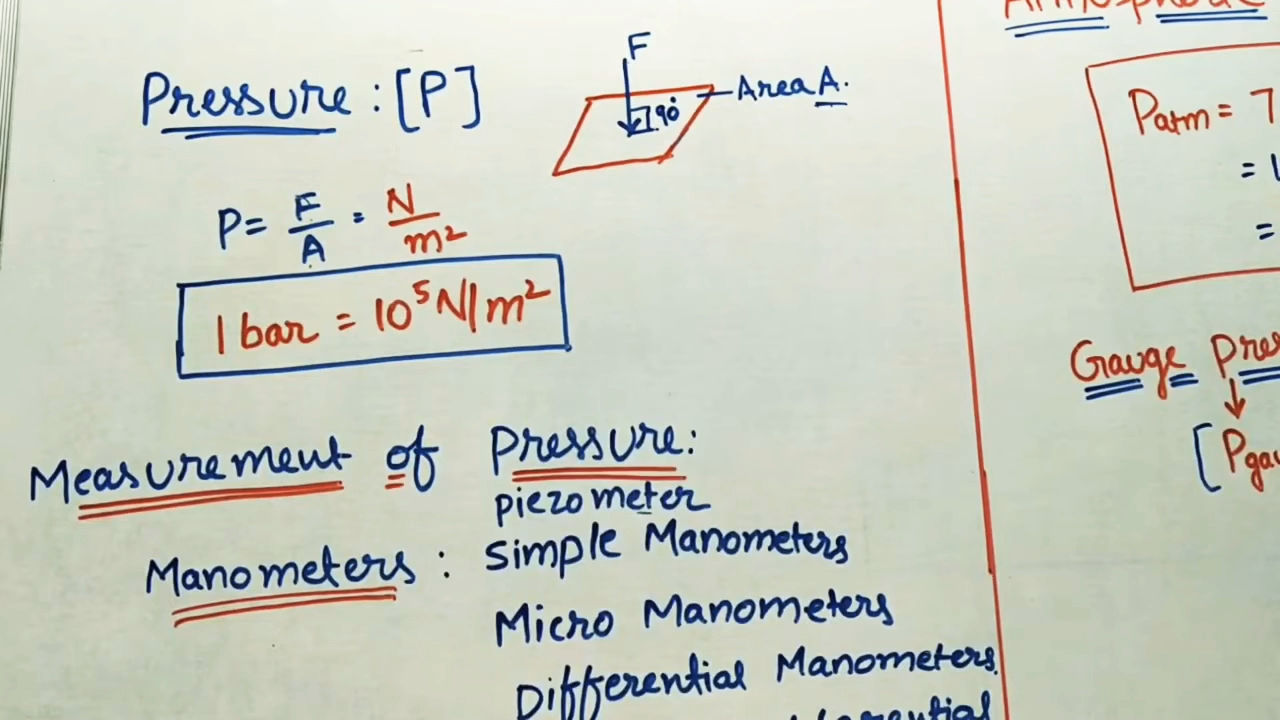 Pressure : [P]
F
90°
Area A.
P = F/A = N/m²
1 bar = 10⁵ N/m²
Measurement of Pressure:
piezometer
Manometers : Simple Manometers
Micro Manometers
Differential Manometers
Patm = 7
=
=
Gauge
[Pga